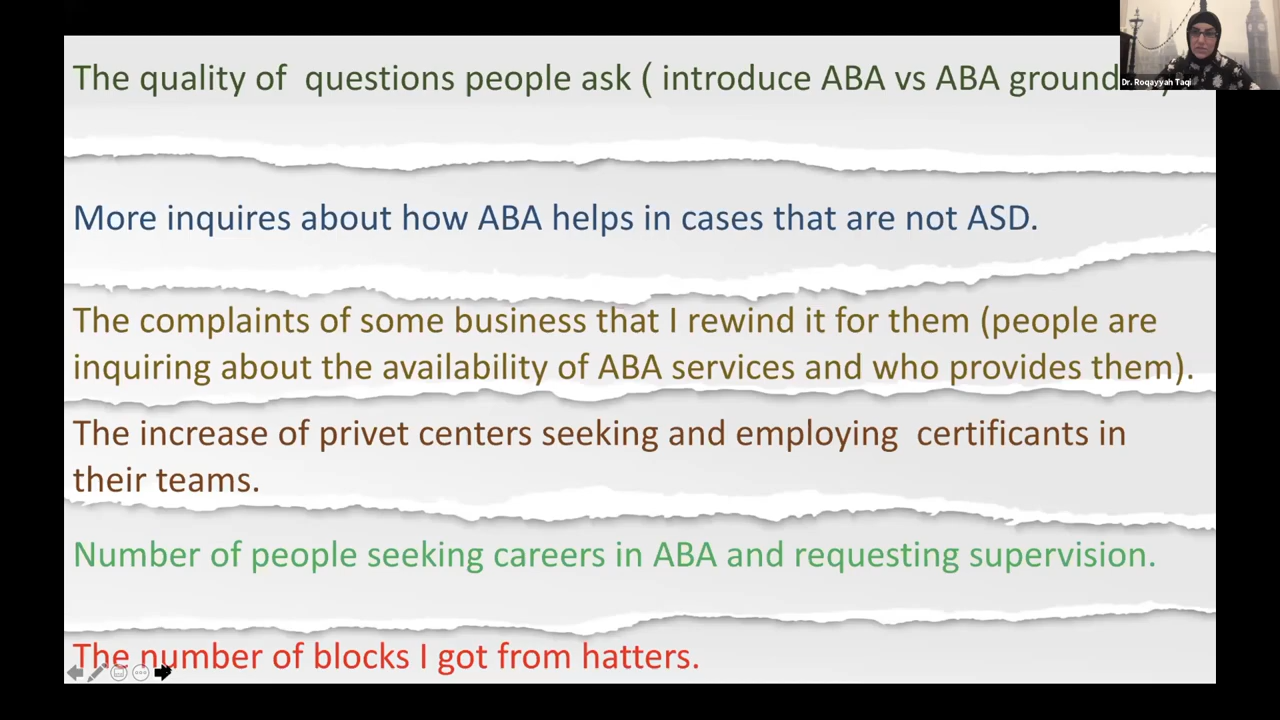 The quality of questions people ask ( introduce ABA vs ABA
Dr. Roqayyah Taqi
More inquires about how ABA helps in cases that are not ASD.
The complaints of some business that I rewind it for them (people are
inquiring about the availability of ABA services and who provides them).
The increase of privet centers seeking and employing certificants in
their teams.
Number of people seeking careers in ABA and requesting supervision.
The number of blocks I got from hatters.